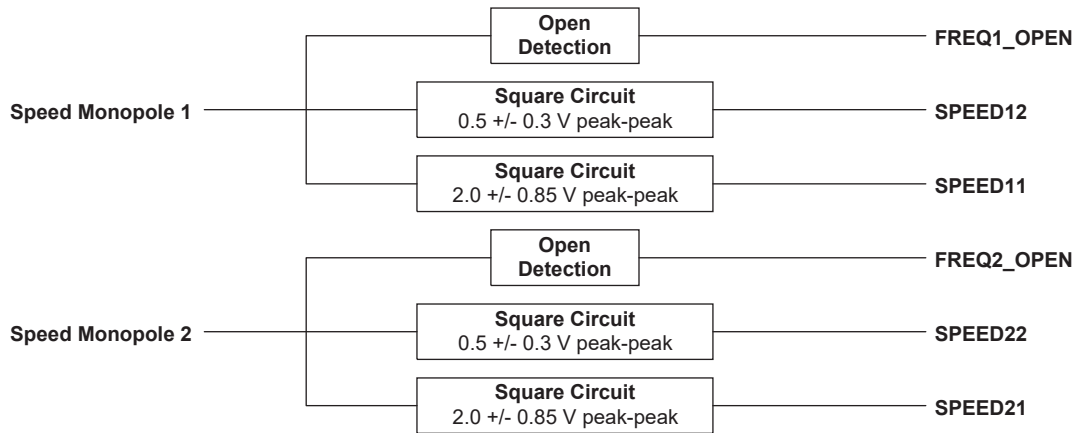 Open
Detection
FREQ1_OPEN
Speed Monopole 1
Square Circuit
0.5 +/- 0.3 V peak-peak
SPEED12
Square Circuit
2.0 +/- 0.85 V peak-peak
SPEED11
Open
Detection
FREQ2_OPEN
Speed Monopole 2
Square Circuit
0.5 +/- 0.3 V peak-peak
SPEED22
Square Circuit
2.0 +/- 0.85 V peak-peak
SPEED21